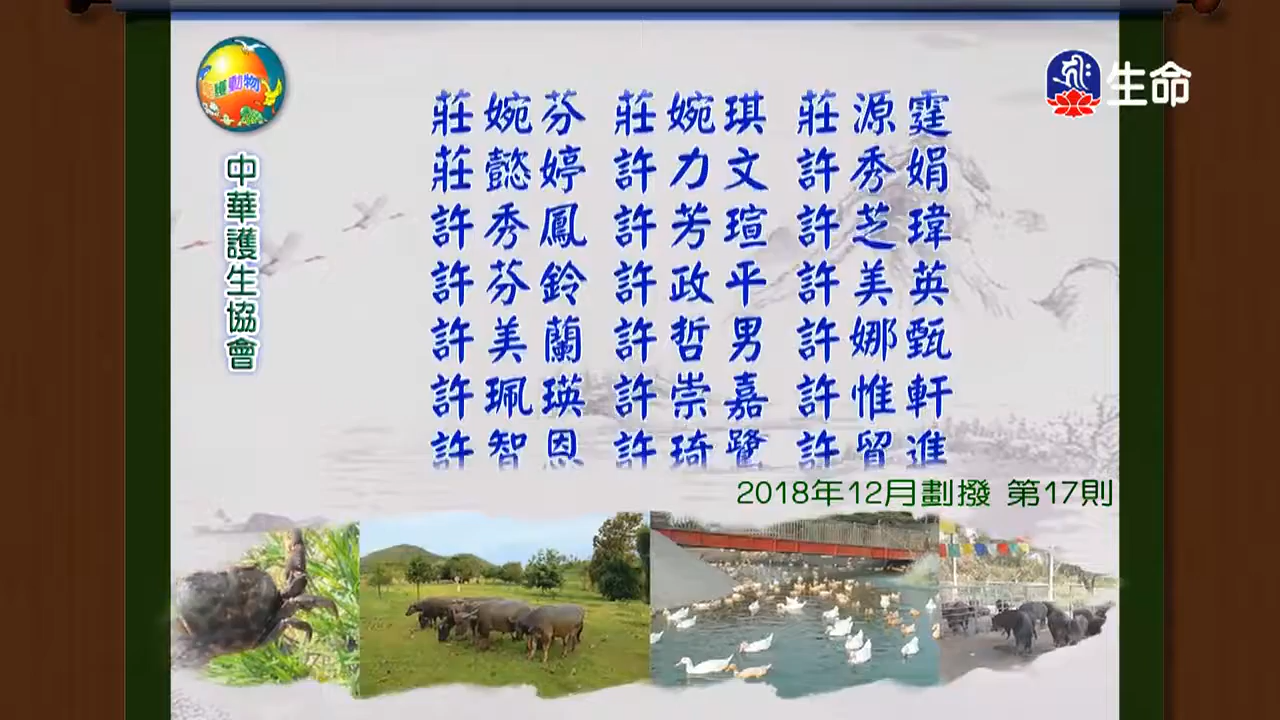 護動物
生命
中華護生協會
莊婉芬 莊婉琪 莊源霆
莊懿婷 許力文 許秀娟
許秀鳳 許芳瑄 許芝瑋
許芬鈴 許政平 許美英
許美蘭 許哲男 許娜甄
許珮瑛 許崇嘉 許惟軒
許智恩 許琦鷺 許貿進
2018年12月劃撥 第17則